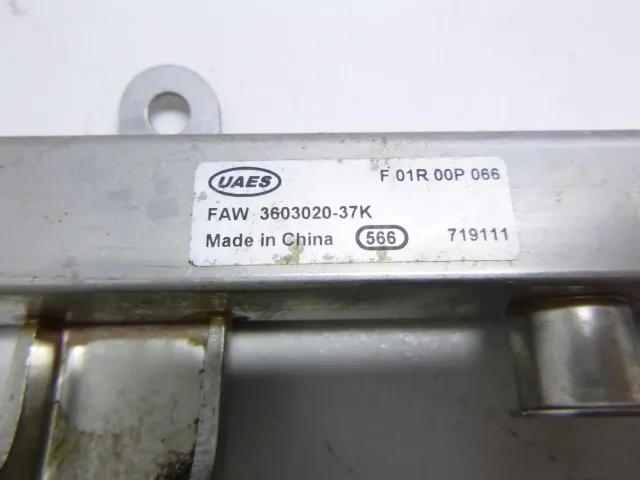 UAES F 01R 00P 066
FAW 3603020-37K
Made in China 566 719111